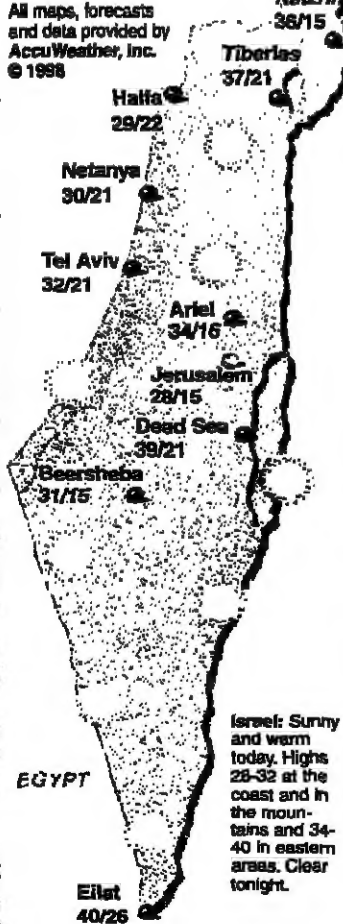 All maps, forecasts
and data provided by
AccuWeather, Inc.
© 1998
36/15
Tiberias
37/21
Haifa
29/22
Netanya
30/21
Tel Aviv
32/21
Ariel
34/16
Jerusalem
28/15
Dead Sea
39/21
Beersheba
31/15
EGYPT
Israel: Sunny
and warm
today. Highs
28-32 at the
coast and in
the moun-
tains and 34-
40 in eastern
areas. Clear
tonight.
Eilat
40/26